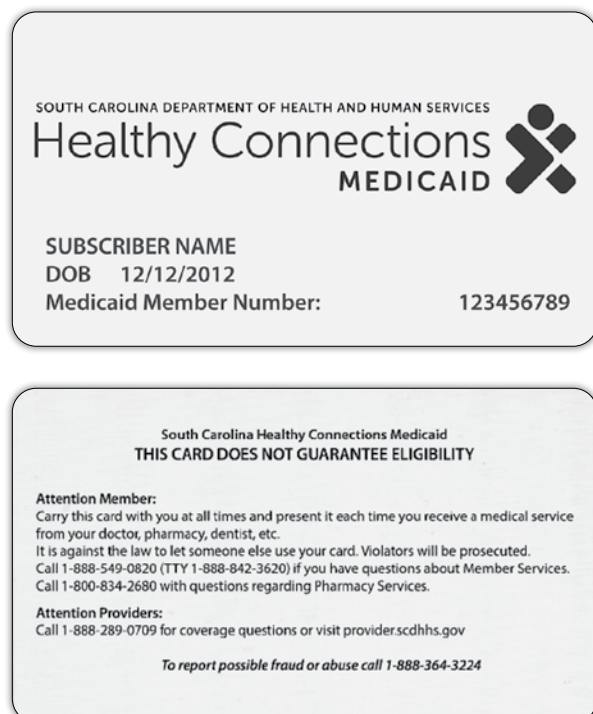 SOUTH CAROLINA DEPARTMENT OF HEALTH AND HUMAN SERVICES
Healthy Connections
MEDICAID
SUBSCRIBER NAME
DOB 12/12/2012
Medicaid Member Number: 123456789
South Carolina Healthy Connections Medicaid
THIS CARD DOES NOT GUARANTEE ELIGIBILITY
Attention Member:
Carry this card with you at all times and present it each time you receive a medical service
from your doctor, pharmacy, dentist, etc.
It is against the law to let someone else use your card. Violators will be prosecuted.
Call 1-888-549-0820 (TTY 1-888-842-3620) if you have questions about Member Services.
Call 1-800-834-2680 with questions regarding Pharmacy Services.
Attention Providers:
Call 1-888-289-0709 for coverage questions or visit provider.scdhhs.gov
To report possible fraud or abuse call 1-888-364-3224